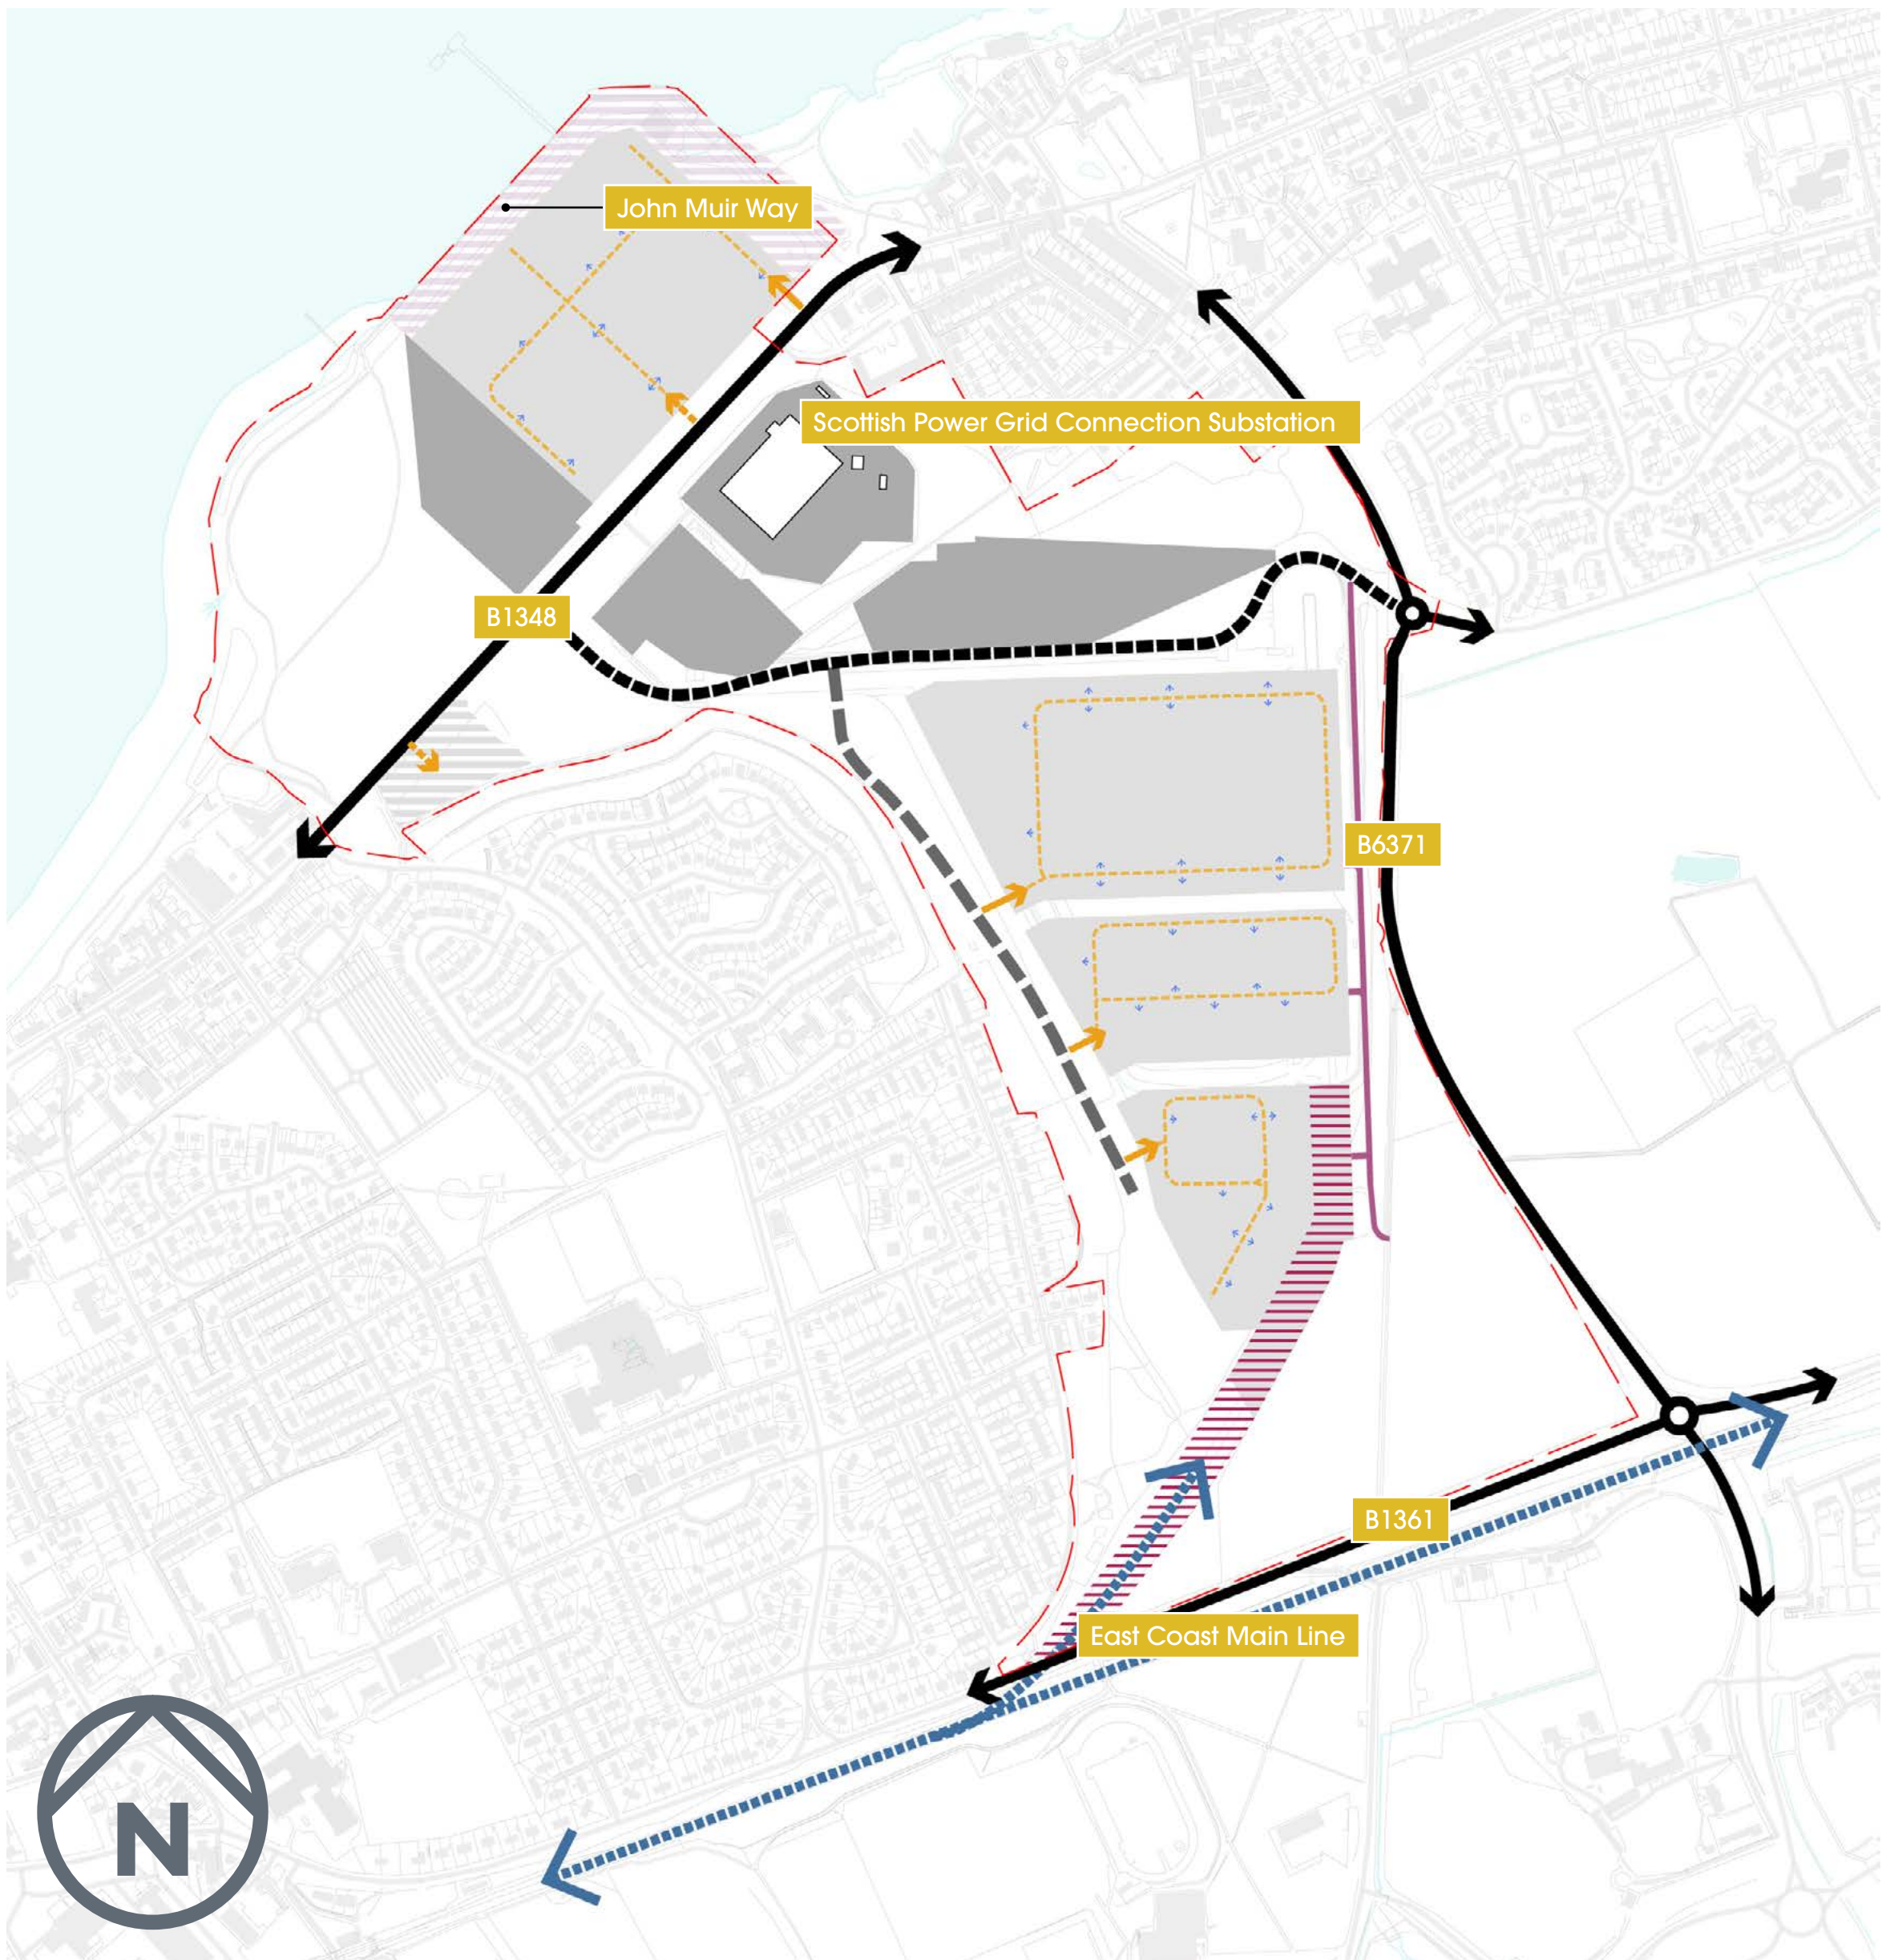 John Muir Way
Scottish Power Grid Connection Substation
B1348
B6371
B1361
East Coast Main Line
N